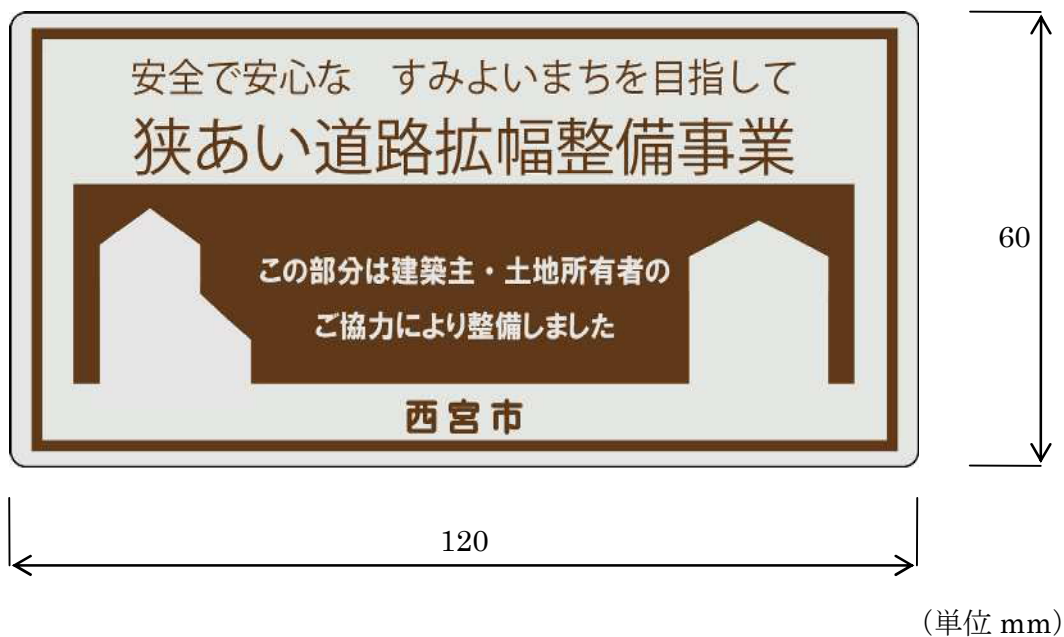 安全で安心な　すみよいまちを目指して
狭あい道路拡幅整備事業
この部分は建築主・土地所有者の
ご協力により整備しました
西宮市
60
120
（単位 mm）